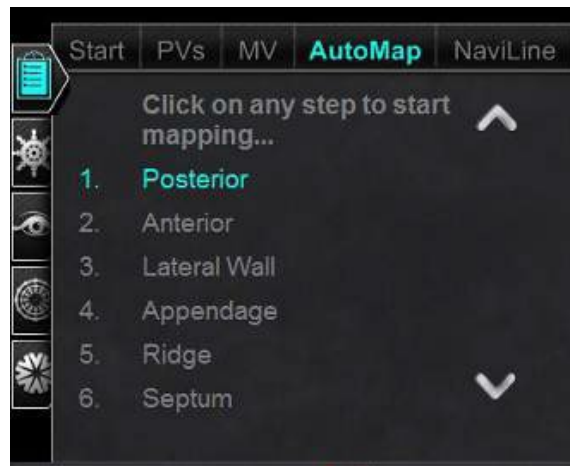 Start PVs MV AutoMap NaviLine
Click on any step to start
mapping...
1. Posterior
2. Anterior
3. Lateral Wall
4. Appendage
5. Ridge
6. Septum